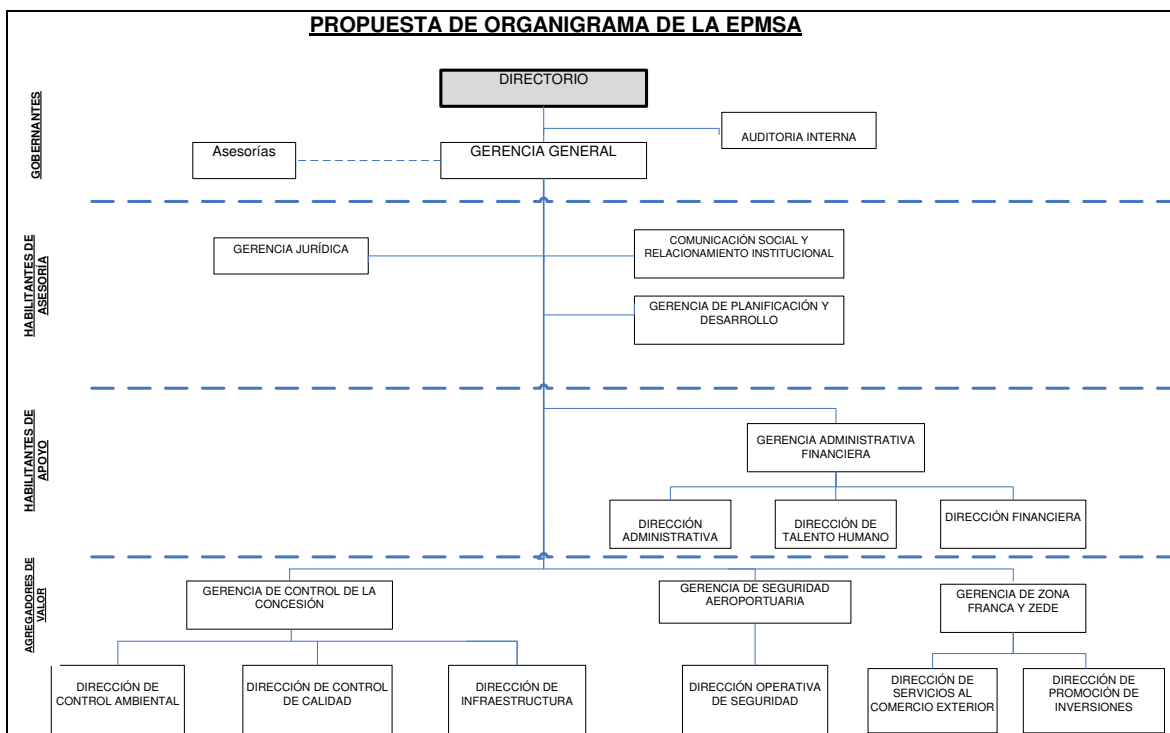 PROPUESTA DE ORGANIGRAMA DE LA EPMSA
GOBERNANTES
DIRECTORIO
AUDITORIA INTERNA
Asesorías
GERENCIA GENERAL
HABILITANTES DE
ASESORÍA
GERENCIA JURÍDICA
COMUNICACIÓN SOCIAL Y
RELACIONAMIENTO INSTITUCIONAL
GERENCIA DE PLANIFICACIÓN Y
DESARROLLO
HABILITANTES DE
APOYO
GERENCIA ADMINISTRATIVA
FINANCIERA
DIRECCIÓN
ADMINISTRATIVA
DIRECCIÓN DE
TALENTO HUMANO
DIRECCIÓN FINANCIERA
AGREGADORES DE
VALOR
GERENCIA DE CONTROL DE LA
CONCESIÓN
GERENCIA DE SEGURIDAD
AEROPORTUARIA
GERENCIA DE ZONA
FRANCA Y ZEDE
DIRECCIÓN DE
CONTROL AMBIENTAL
DIRECCIÓN DE CONTROL
DE CALIDAD
DIRECCIÓN DE
INFRAESTRUCTURA
DIRECCIÓN OPERATIVA
DE SEGURIDAD
DIRECCIÓN DE
SERVICIOS AL
COMERCIO EXTERIOR
DIRECCIÓN DE
PROMOCIÓN DE
INVERSIONES